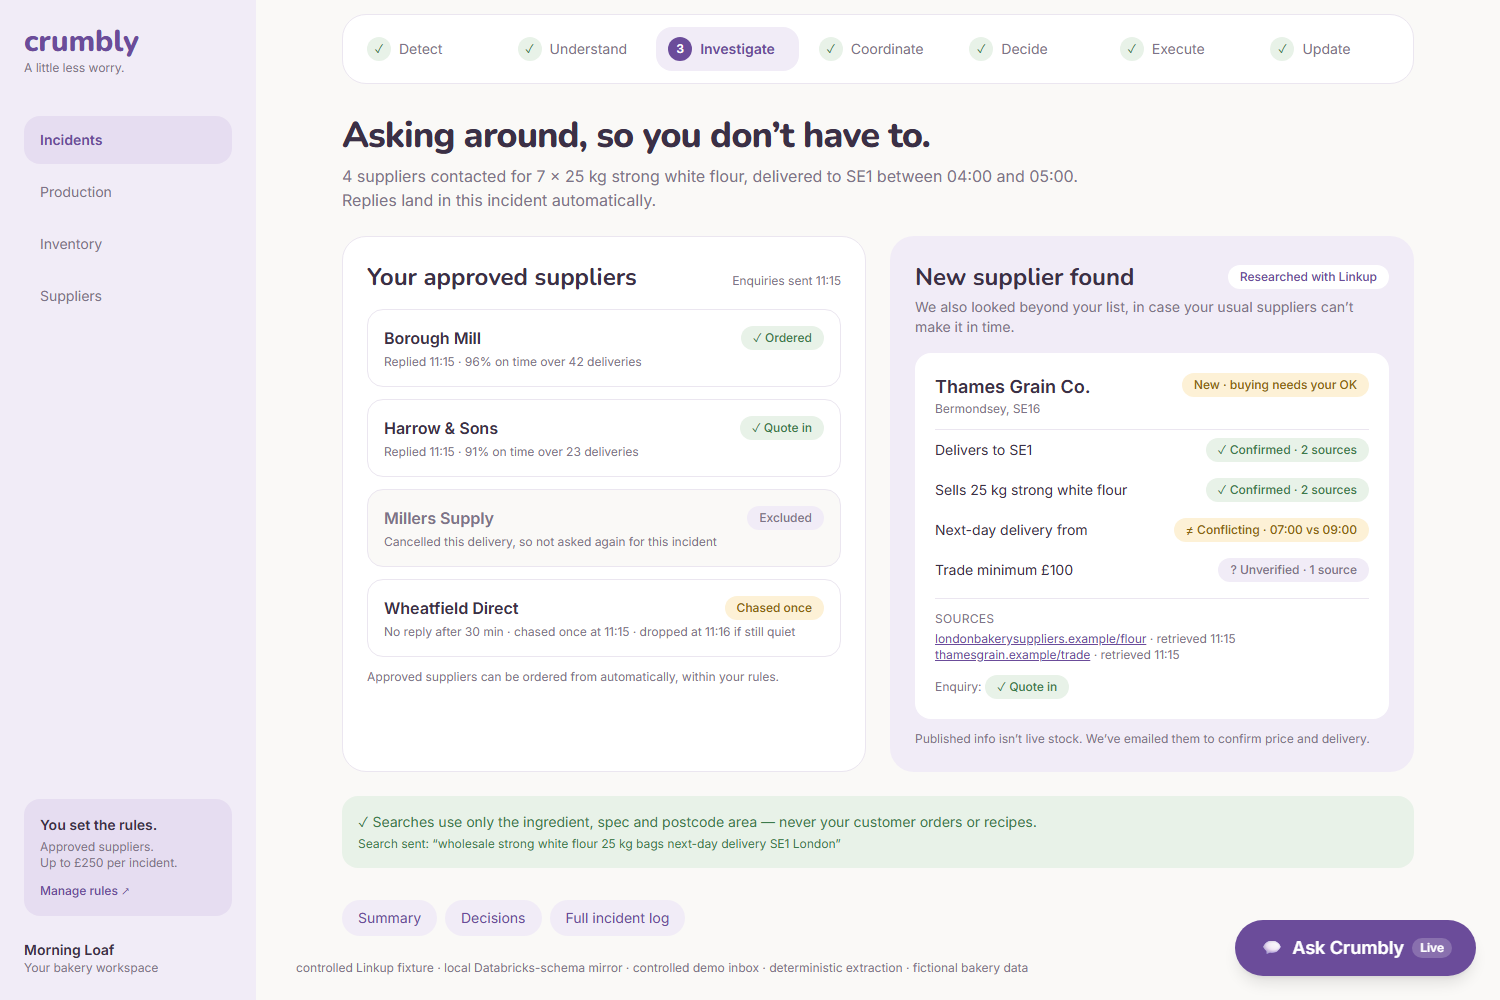 crumbly
A little less worry.
Incidents
Production
Inventory
Suppliers
You set the rules.
Approved suppliers.
Up to £250 per incident.
Manage rules ↗
Morning Loaf
Your bakery workspace
✓ Detect
✓ Understand
3 Investigate
✓ Coordinate
✓ Decide
✓ Execute
✓ Update
Asking around, so you don’t have to.
4 suppliers contacted for 7 × 25 kg strong white flour, delivered to SE1 between 04:00 and 05:00.
Replies land in this incident automatically.
Your approved suppliers
Enquiries sent 11:15
Borough Mill
✓ Ordered
Replied 11:15 · 96% on time over 42 deliveries
Harrow & Sons
✓ Quote in
Replied 11:15 · 91% on time over 23 deliveries
Millers Supply
Excluded
Cancelled this delivery, so not asked again for this incident
Wheatfield Direct
Chased once
No reply after 30 min · chased once at 11:15 · dropped at 11:16 if still quiet
Approved suppliers can be ordered from automatically, within your rules.
New supplier found
Researched with Linkup
We also looked beyond your list, in case your usual suppliers can’t
make it in time.
Thames Grain Co.
New · buying needs your OK
Bermondsey, SE16
Delivers to SE1
✓ Confirmed · 2 sources
Sells 25 kg strong white flour
✓ Confirmed · 2 sources
Next-day delivery from
≠ Conflicting · 07:00 vs 09:00
Trade minimum £100
? Unverified · 1 source
SOURCES
londonbakerysuppliers.example/flour · retrieved 11:15
thamesgrain.example/trade · retrieved 11:15
Enquiry: ✓ Quote in
Published info isn’t live stock. We’ve emailed them to confirm price and delivery.
✓ Searches use only the ingredient, spec and postcode area — never your customer orders or recipes.
Search sent: “wholesale strong white flour 25 kg bags next-day delivery SE1 London”
Summary
Decisions
Full incident log
Ask Crumbly Live
controlled Linkup fixture · local Databricks-schema mirror · controlled demo inbox · deterministic extraction · fictional bakery data